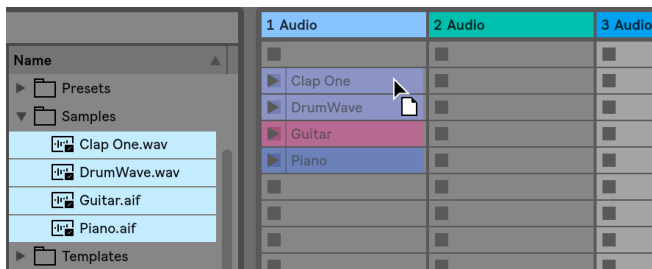 1 Audio
2 Audio
3 Audio
Name
Presets
Samples
Clap One.wav
DrumWave.wav
Guitar.aif
Piano.aif
Templates
Clap One
DrumWave
Guitar
Piano